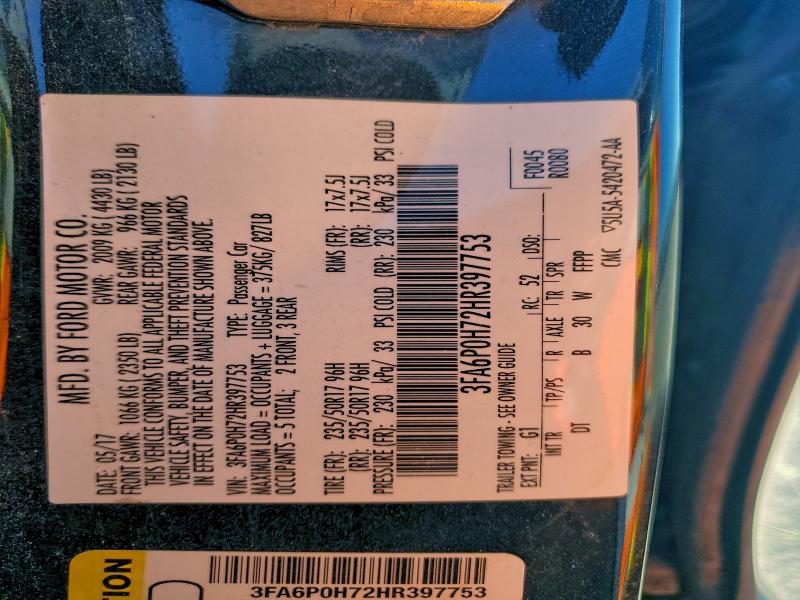 MFD. BY FORD MOTOR CO.
DATE: 05/17 GVWR: 2009 KG ( 4430 LB)
FRONT GAWR: 1066 KG ( 2350 LB) REAR GAWR: 966 KG ( 2130 LB)
THIS VEHICLE CONFORMS TO ALL APPLICABLE FEDERAL MOTOR
VEHICLE SAFETY, BUMPER, AND THEFT PREVENTION STANDARDS
IN EFFECT ON THE DATE OF MANUFACTURE SHOWN ABOVE.
VIN: 3FA6P0H72HR397753 TYPE: Passenger Car
MAXIMUM LOAD = OCCUPANTS + LUGGAGE = 375KG/ 827LB
OCCUPANTS = 5 TOTAL; 2 FRONT, 3 REAR
TIRE (FR): 235/50R17 96H RIMS (FR): 17x7.5J
(RR): 235/50R17 96H (RR): 17x7.5J
PRESSURE (FR): 230 kPa/ 33 PSI COLD (RR): 230 kPa/ 33 PSI COLD
3FA6P0H72HR397753
TRAILER TOWING - SEE OWNER GUIDE F0045
R0080
EXT PNT: G1 RC: 52 DSO:
INT TR TP/PS R AXLE TR SPR
DT B 30 W FFPP
CMC 5U5A-5420472-AA
TION
3FA6P0H72HR397753